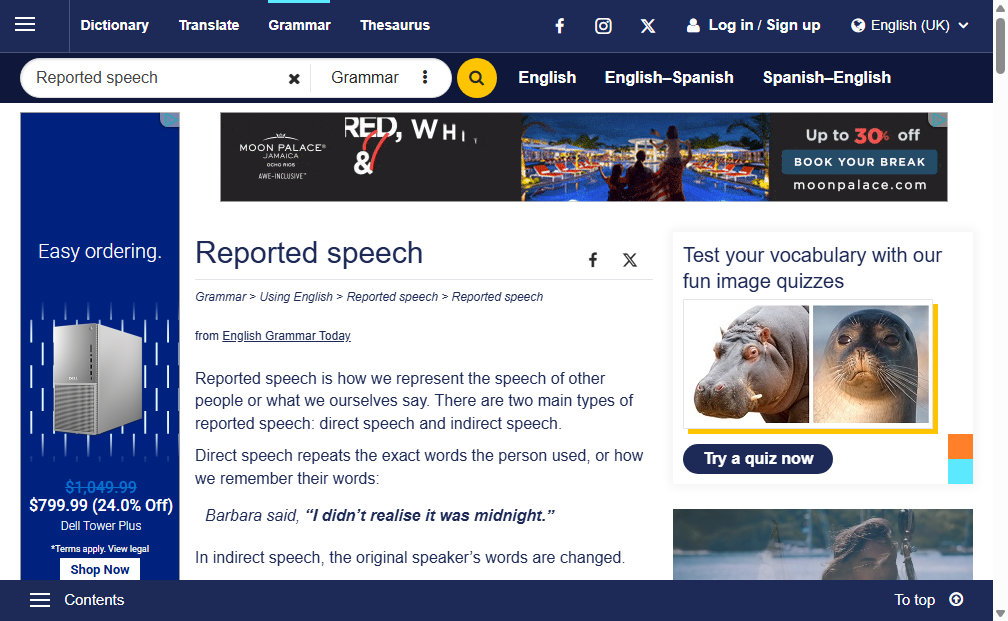 Dictionary Translate Grammar Thesaurus Log in / Sign up English (UK)
Reported speech Grammar English English–Spanish Spanish–English
MOON PALACE®
JAMAICA
OCHO RIOS
AWE-INCLUSIVE™
RED, WHI
&
Up to 30% off
BOOK YOUR BREAK
moonpalace.com
Easy ordering.
DELL
$1,049.99
$799.99 (24.0% Off)
Dell Tower Plus
*Terms apply. View legal
Shop Now
Reported speech
Grammar > Using English > Reported speech > Reported speech
from English Grammar Today
Reported speech is how we represent the speech of other
people or what we ourselves say. There are two main types of
reported speech: direct speech and indirect speech.
Direct speech repeats the exact words the person used, or how
we remember their words:
Barbara said, “I didn’t realise it was midnight.”
In indirect speech, the original speaker’s words are changed.
Test your vocabulary with our
fun image quizzes
Try a quiz now
Contents To top